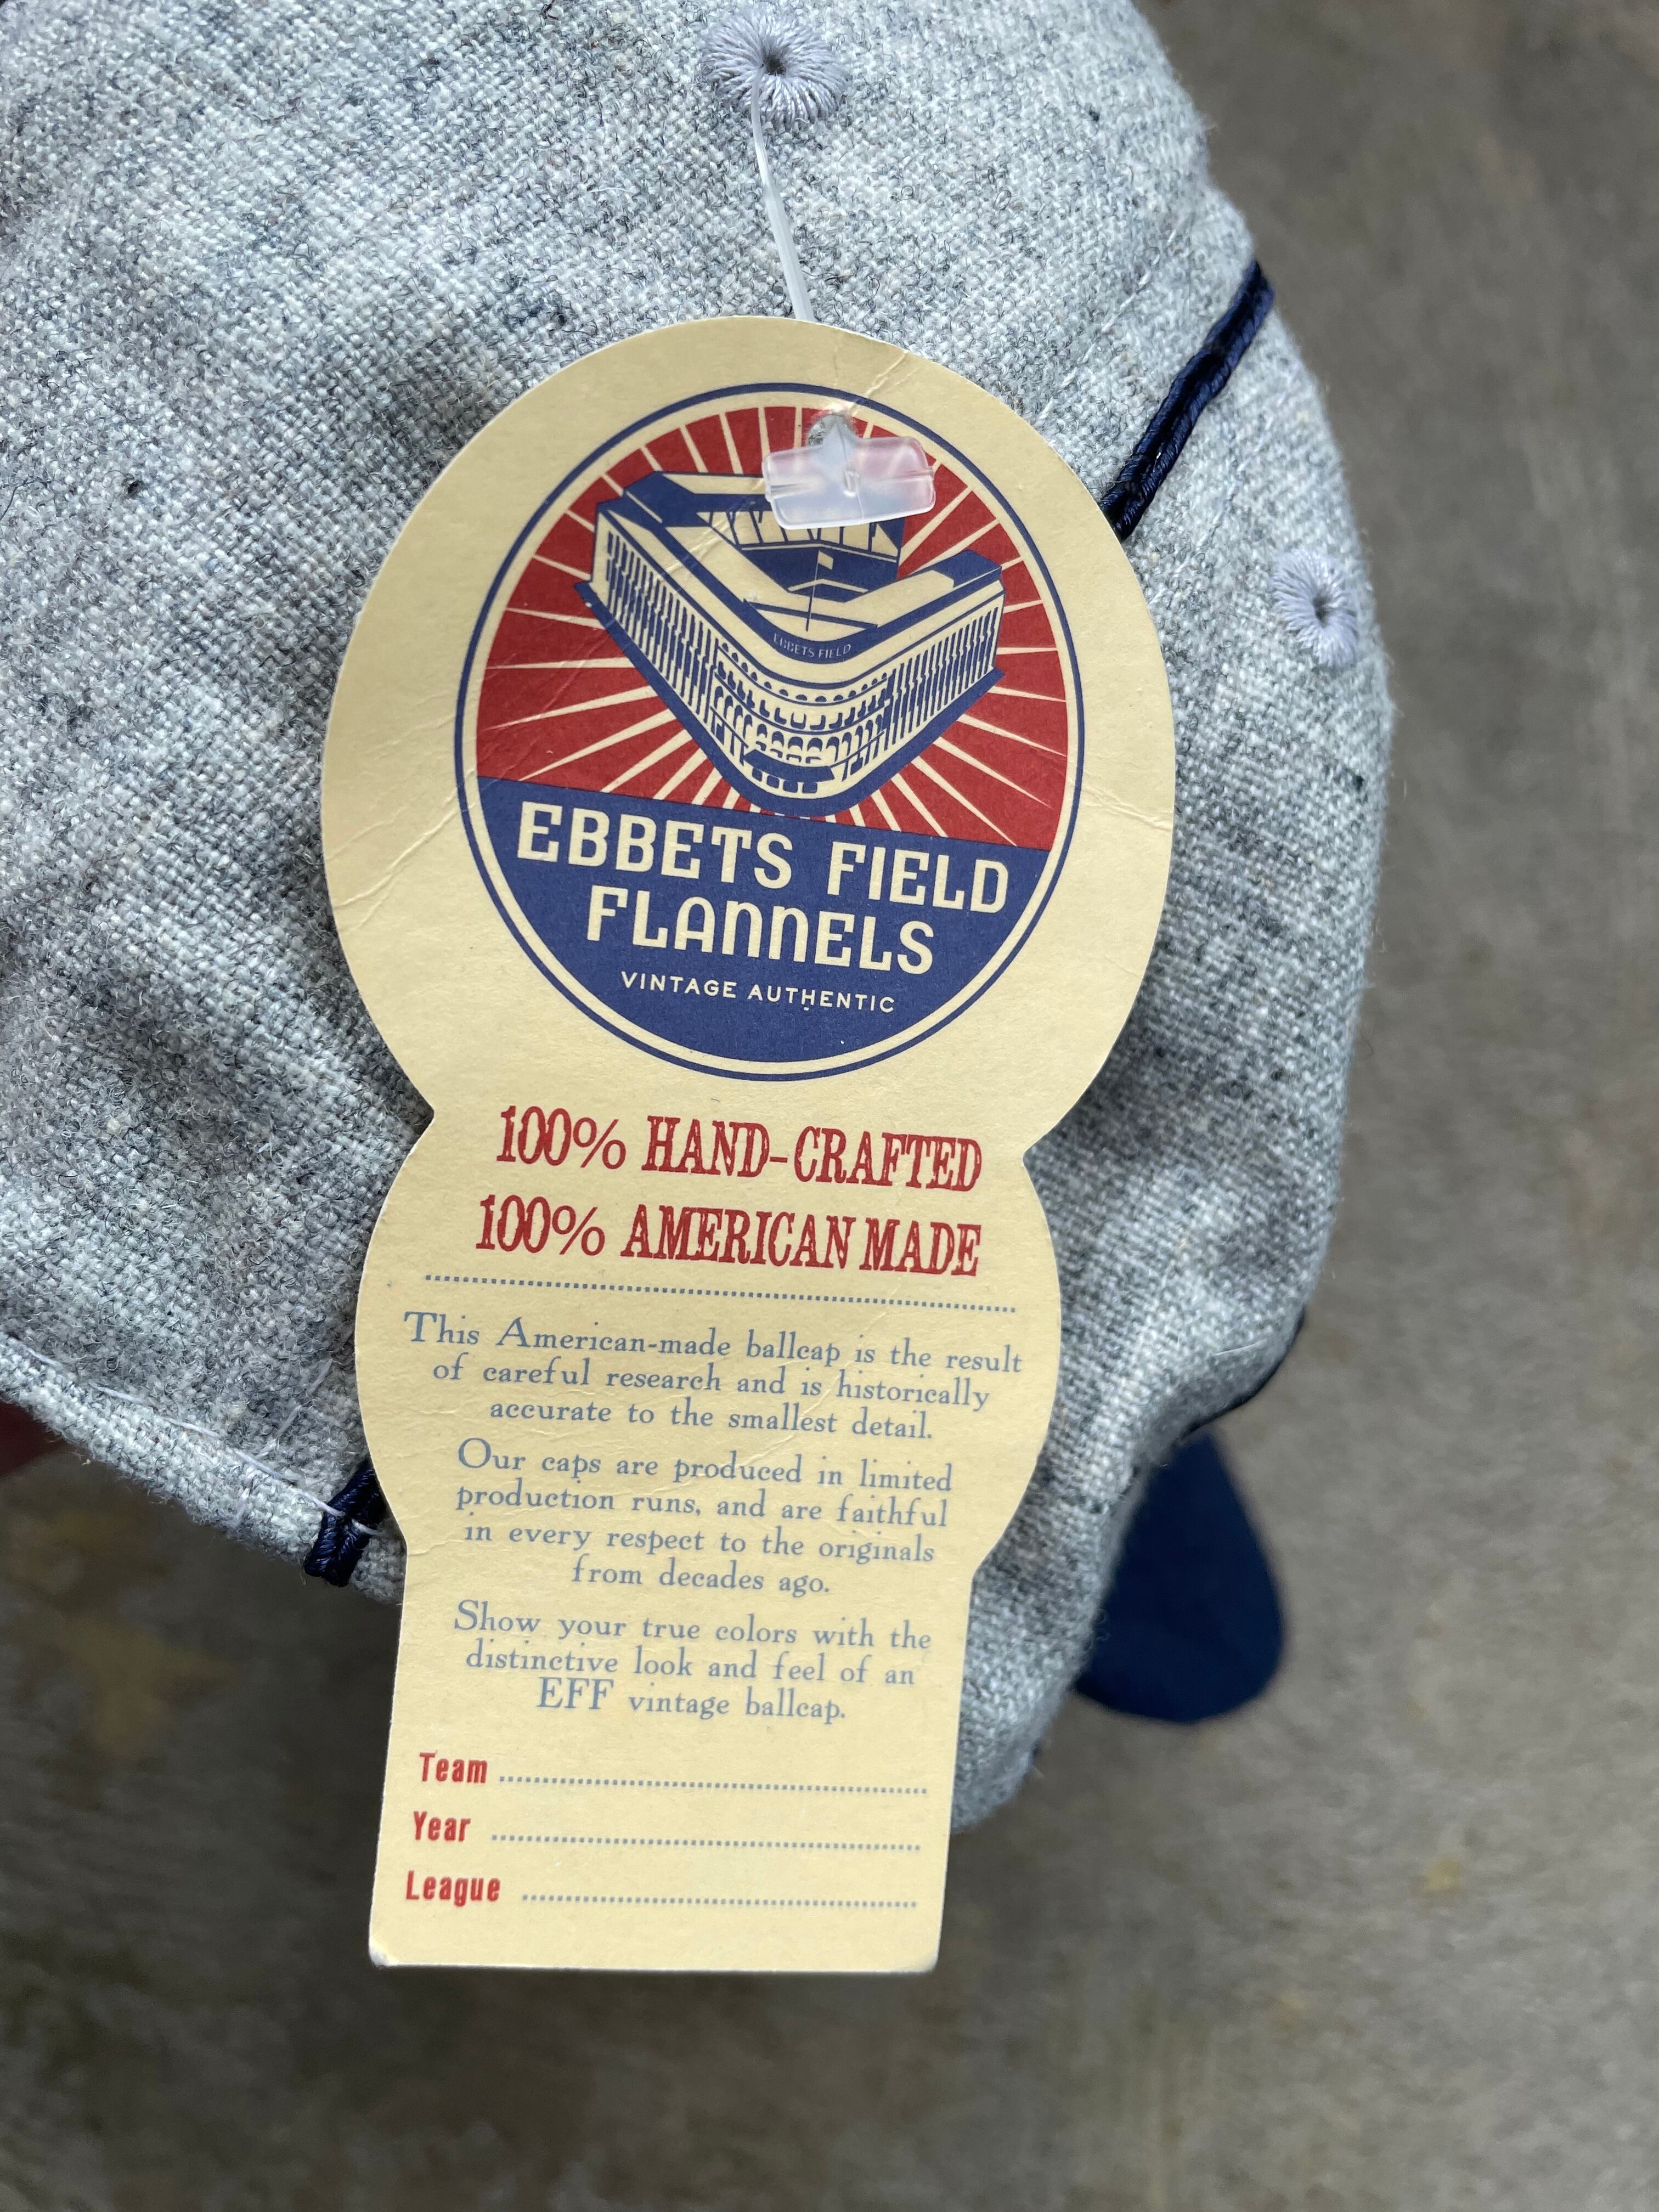 EBBETS FIELD
EBBETS FIELD
FLANNELS
VINTAGE AUTHENTIC
100% HAND-CRAFTED
100% AMERICAN MADE
This American-made ballcap is the result
of careful research and is historically
accurate to the smallest detail.
Our caps are produced in limited
production runs, and are faithful
in every respect to the originals
from decades ago.
Show your true colors with the
distinctive look and feel of an
EFF vintage ballcap.
Team
Year
League